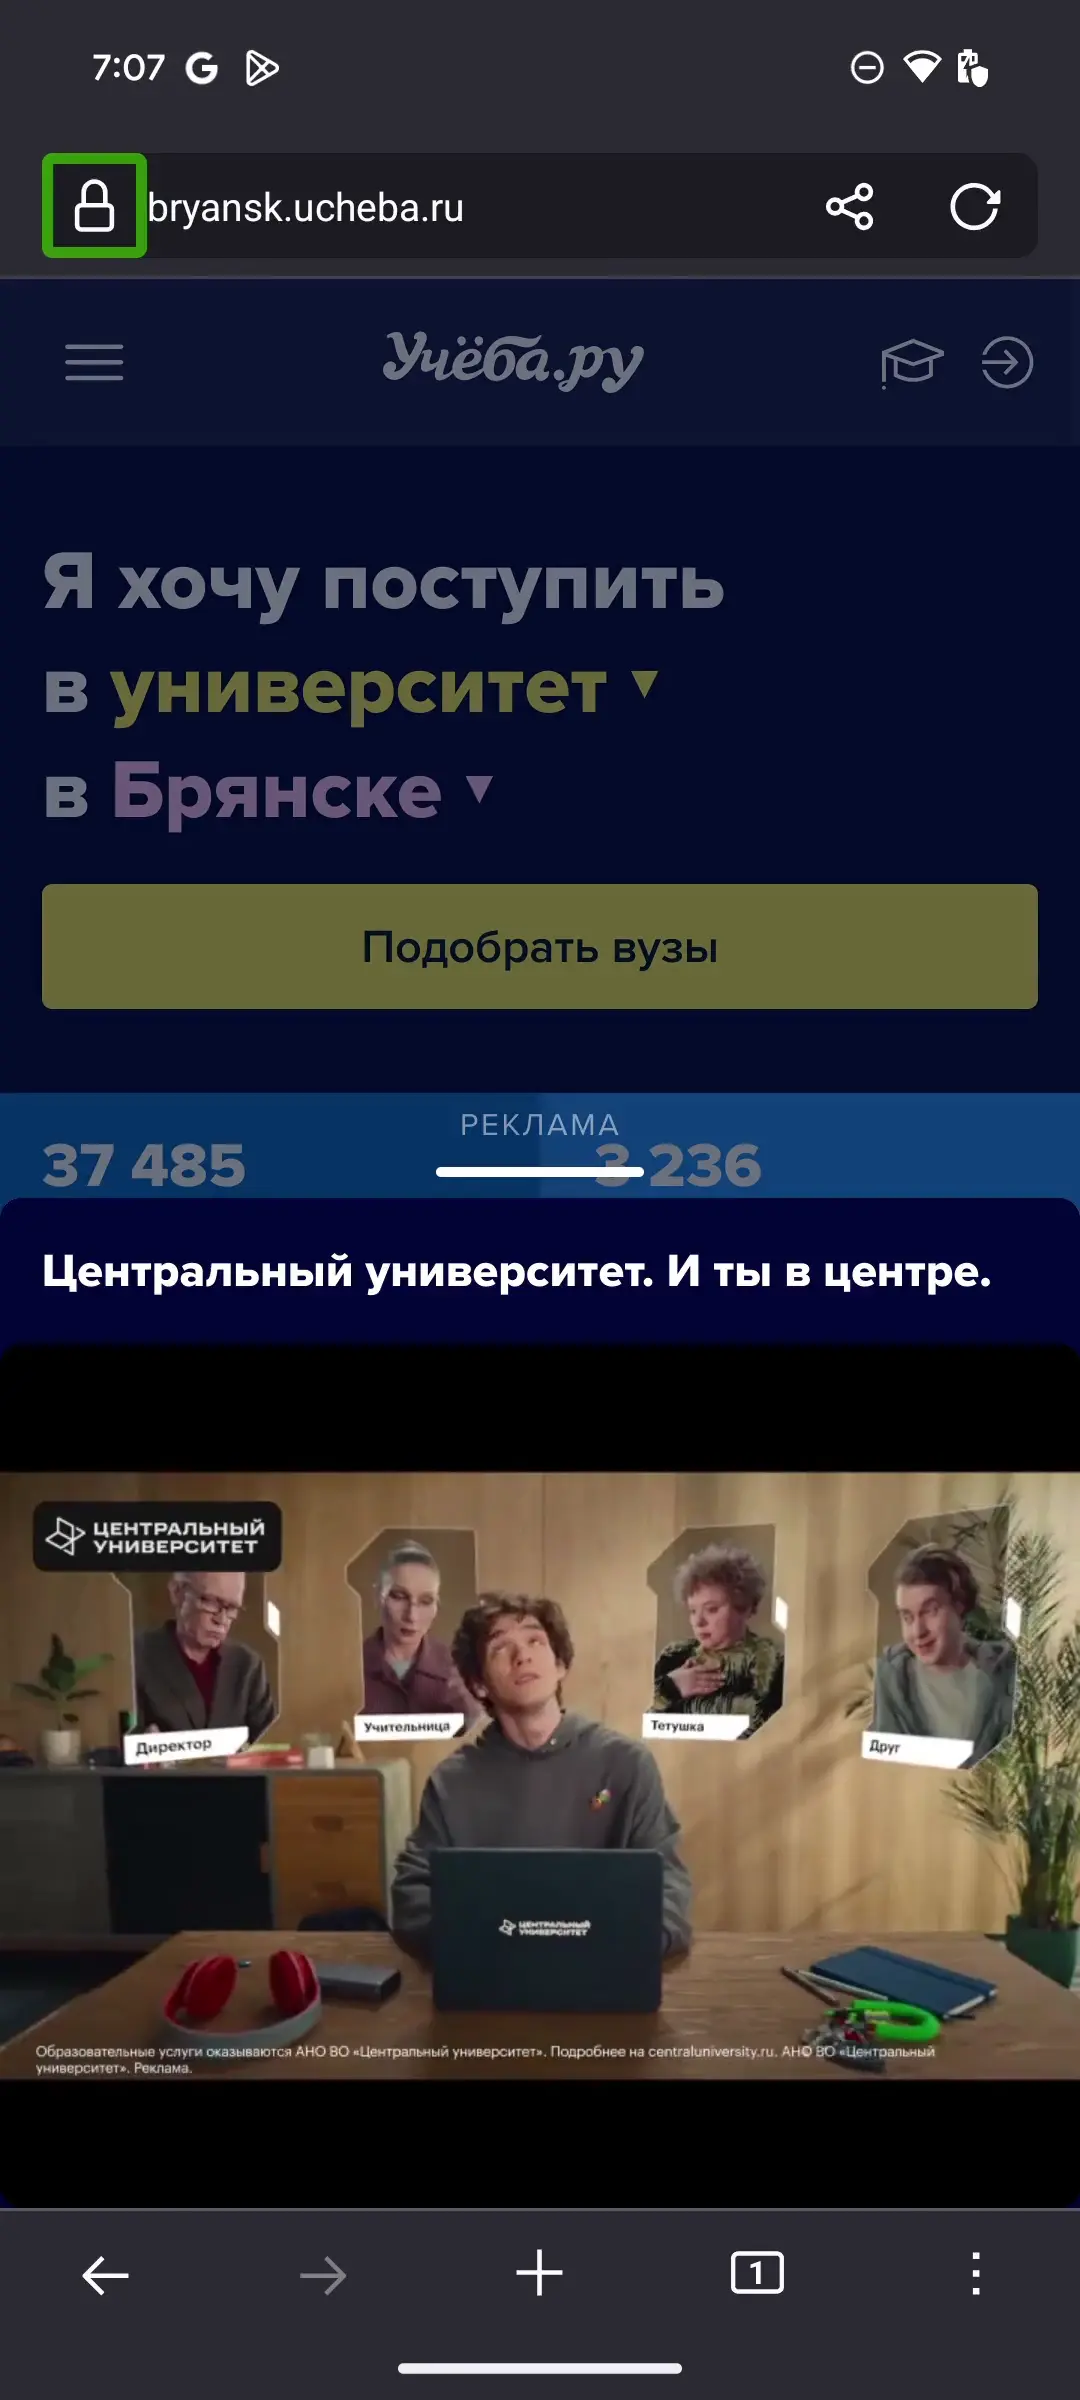 7:07
bryansk.ucheba.ru
Учёба.ру
Я хочу поступить
в университет
в Брянске
Подобрать вузы
РЕКЛАМА
37 485
3 236
Центральный университет. И ты в центре.
ЦЕНТРАЛЬНЫЙ
УНИВЕРСИТЕТ
Директор
Учительница
Тетушка
Друг
ЦЕНТРАЛЬНЫЙ
УНИВЕРСИТЕТ
Образовательные услуги оказываются АНО ВО «Центральный университет». Подробнее на centraluniversity.ru. АНО ВО «Центральный
университет». Реклама.
1